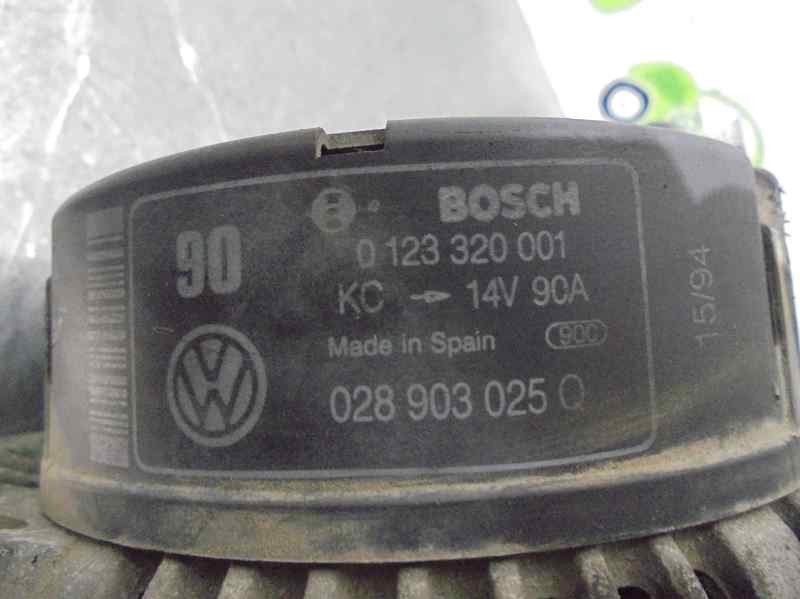 90
BOSCH
0 123 320 001
KC → 14V 90A
Made in Spain
90C
028 903 025 Q
15/94